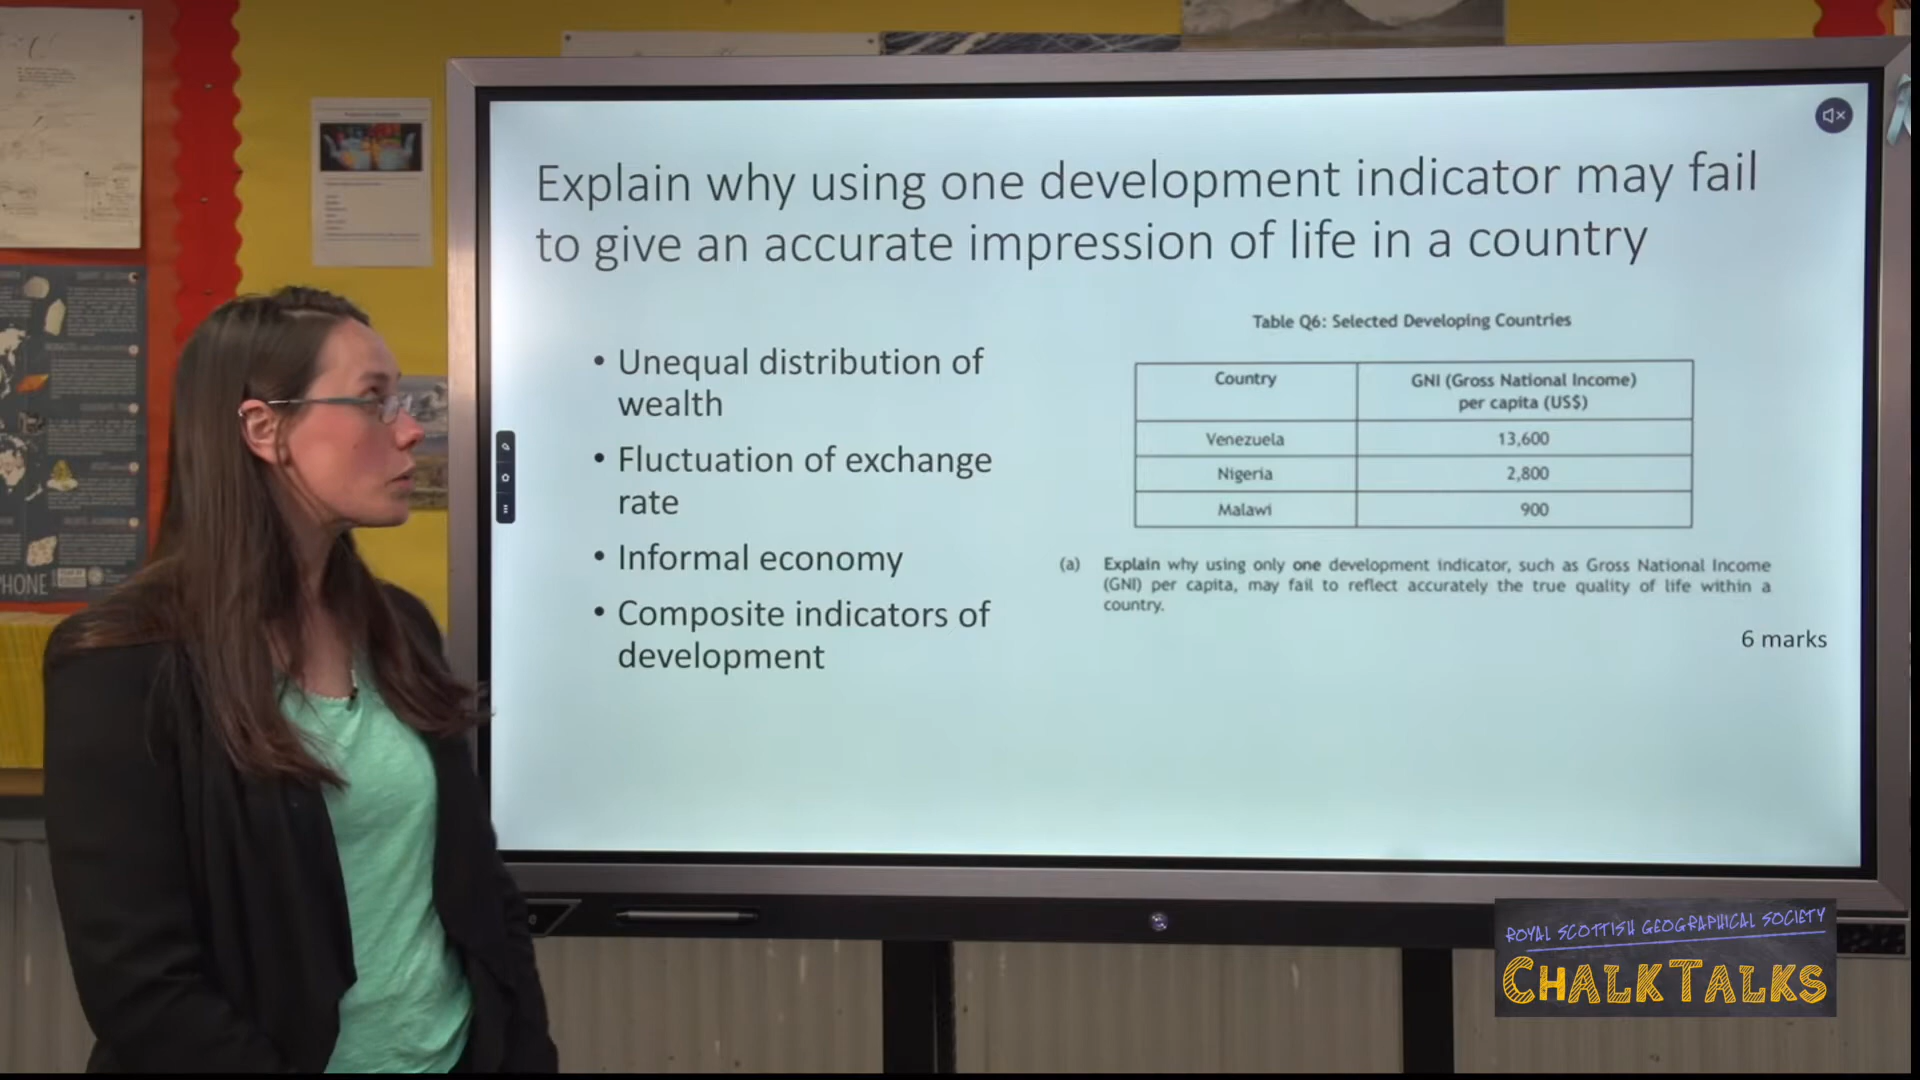 Explain why using one development indicator may fail
to give an accurate impression of life in a country
• Unequal distribution of
wealth
• Fluctuation of exchange
rate
• Informal economy
• Composite indicators of
development
Table Q6: Selected Developing Countries
Country
GNI (Gross National Income)
per capita (US$)
Venezuela
13,600
Nigeria
2,800
Malawi
900
(a) Explain why using only one development indicator, such as Gross National Income
(GNI) per capita, may fail to reflect accurately the true quality of life within a
country.
6 marks
PHONE
ROYAL SCOTTISH GEOGRAPHICAL SOCIETY
CHALKTALKS